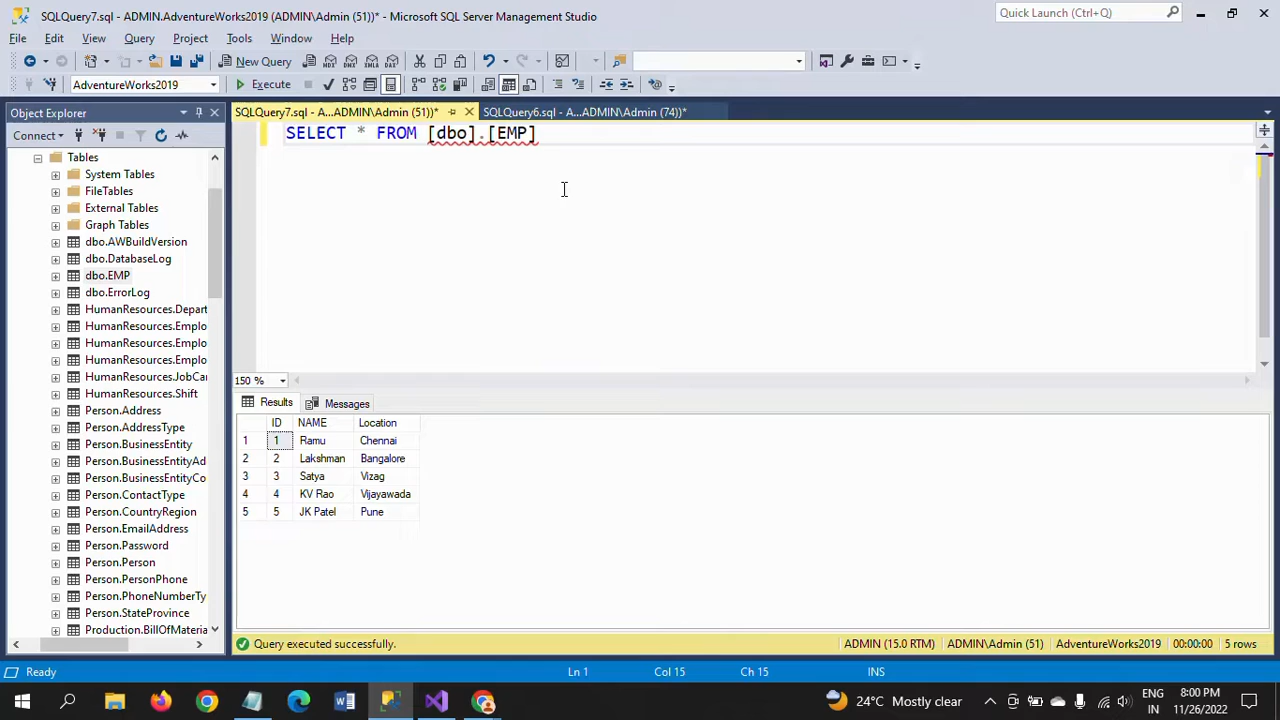 SQLQuery7.sql - ADMIN.AdventureWorks2019 (ADMIN\Admin (51))* - Microsoft SQL Server Management Studio
Quick Launch (Ctrl+Q)
File Edit View Query Project Tools Window Help
New Query MDX DMX XMLA DAX
AdventureWorks2019 Execute
Object Explorer
SQLQuery7.sql - A...ADMIN\Admin (51))* SQLQuery6.sql - A...ADMIN\Admin (74))*
Connect
SELECT * FROM [dbo].[EMP]
Tables
System Tables
FileTables
External Tables
Graph Tables
dbo.AWBuildVersion
dbo.DatabaseLog
dbo.EMP
dbo.ErrorLog
HumanResources.Depart
HumanResources.Emplo
HumanResources.Emplo
HumanResources.Emplo
HumanResources.JobCar
HumanResources.Shift
Person.Address
Person.AddressType
Person.BusinessEntity
Person.BusinessEntityAd
Person.BusinessEntityCo
Person.ContactType
Person.CountryRegion
Person.EmailAddress
Person.Password
Person.Person
Person.PersonPhone
Person.PhoneNumberTy
Person.StateProvince
Production.BillOfMateria
150 %
Results Messages
ID NAME Location
1 1 Ramu Chennai
2 2 Lakshman Bangalore
3 3 Satya Vizag
4 4 KV Rao Vijayawada
5 5 JK Patel Pune
Query executed successfully. ADMIN (15.0 RTM) ADMIN\Admin (51) AdventureWorks2019 00:00:00 5 rows
Ready Ln 1 Col 15 Ch 15 INS
24°C Mostly clear
ENG
IN
8:00 PM
11/26/2022